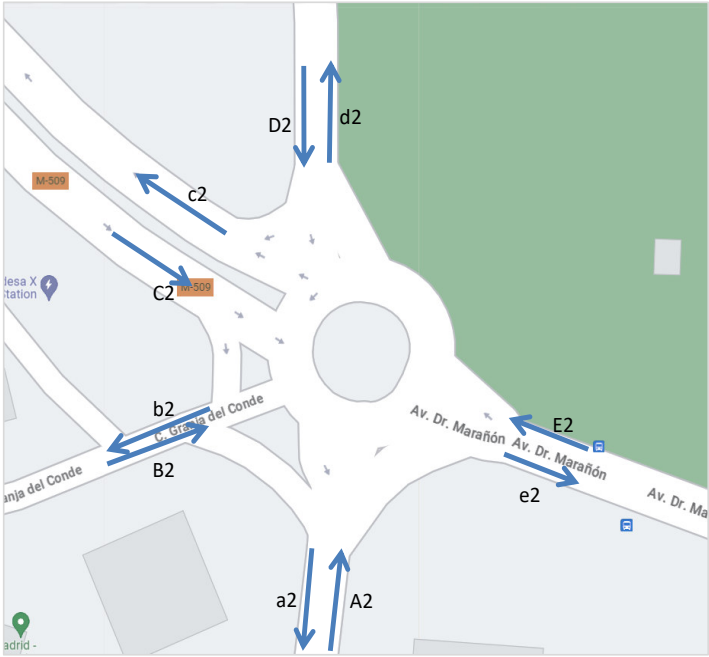 D2
d2
M-509
c2
desa X
Station
C2
M-509
b2
C. Granja del Conde
B2
anja del Conde
Av. Dr. Marañón
Av. Dr. Marañón
E2
e2
Av. Dr. Ma
a2
A2
adrid -